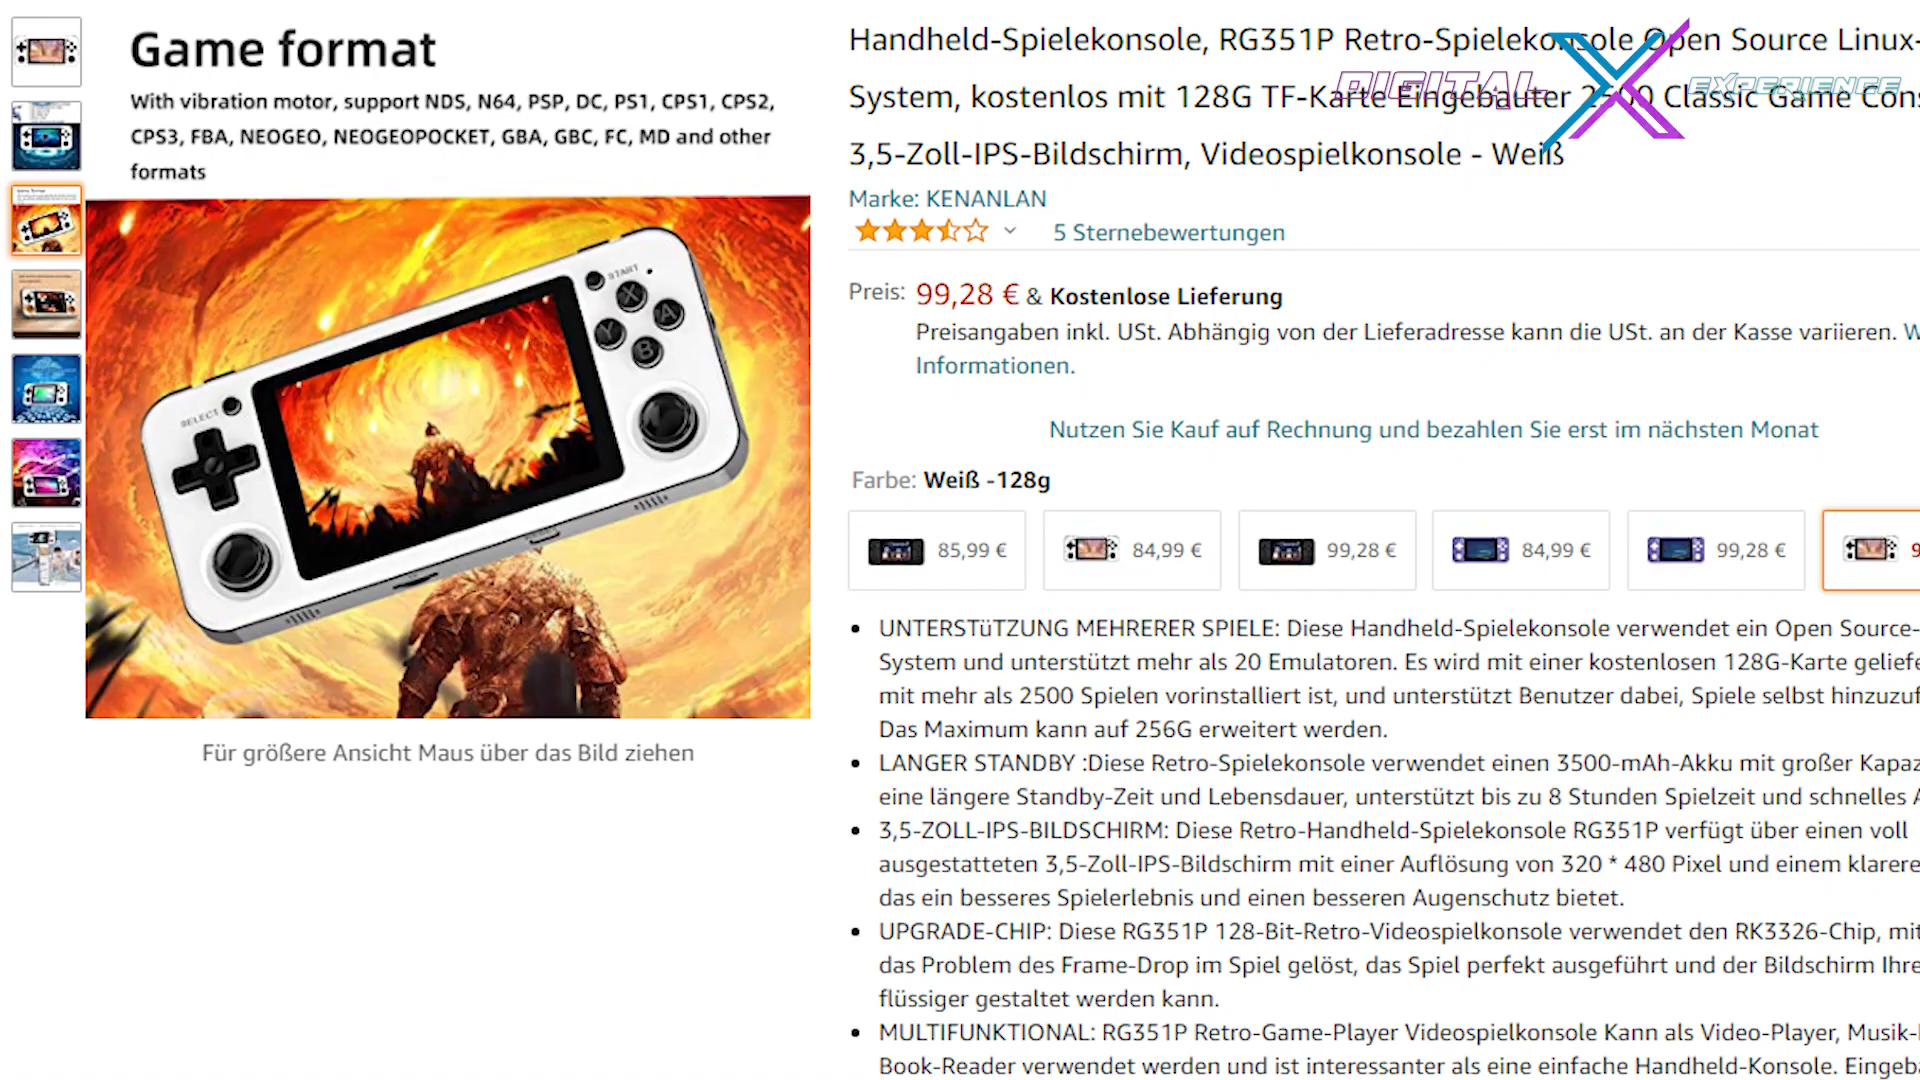 Game format
With vibration motor, support NDS, N64, PSP, DC, PS1, CPS1, CPS2,
CPS3, FBA, NEOGEO, NEOGEOPOCKET, GBA, GBC, FC, MD and other
formats
SELECT
START
X
A
Y
B
Für größere Ansicht Maus über das Bild ziehen
Handheld-Spielekonsole, RG351P Retro-Spielekonsole Open Source Linux-
System, kostenlos mit 128G TF-Karte Eingebauter 2500 Classic Game Cons
3,5-Zoll-IPS-Bildschirm, Videospielkonsole - Weiß
DIGITAL X EXPERIENCE
Marke: KENANLAN
5 Sternebewertungen
Preis: 99,28 € & Kostenlose Lieferung
Preisangaben inkl. USt. Abhängig von der Lieferadresse kann die USt. an der Kasse variieren. W
Informationen.
Nutzen Sie Kauf auf Rechnung und bezahlen Sie erst im nächsten Monat
Farbe: Weiß -128g
85,99 € 84,99 € 99,28 € 84,99 € 99,28 € 9
• UNTERSTüTZUNG MEHRERER SPIELE: Diese Handheld-Spielekonsole verwendet ein Open Source-
System und unterstützt mehr als 20 Emulatoren. Es wird mit einer kostenlosen 128G-Karte geliefe
mit mehr als 2500 Spielen vorinstalliert ist, und unterstützt Benutzer dabei, Spiele selbst hinzuzuf
Das Maximum kann auf 256G erweitert werden.
• LANGER STANDBY :Diese Retro-Spielekonsole verwendet einen 3500-mAh-Akku mit großer Kapaz
eine längere Standby-Zeit und Lebensdauer, unterstützt bis zu 8 Stunden Spielzeit und schnelles A
• 3,5-ZOLL-IPS-BILDSCHIRM: Diese Retro-Handheld-Spielekonsole RG351P verfügt über einen voll
ausgestatteten 3,5-Zoll-IPS-Bildschirm mit einer Auflösung von 320 * 480 Pixel und einem klarere
das ein besseres Spielerlebnis und einen besseren Augenschutz bietet.
• UPGRADE-CHIP: Diese RG351P 128-Bit-Retro-Videospielkonsole verwendet den RK3326-Chip, mit
das Problem des Frame-Drop im Spiel gelöst, das Spiel perfekt ausgeführt und der Bildschirm Ihre
flüssiger gestaltet werden kann.
• MULTIFUNKTIONAL: RG351P Retro-Game-Player Videospielkonsole Kann als Video-Player, Musik-
Book-Reader verwendet werden und ist interessanter als eine einfache Handheld-Konsole. Eingeb